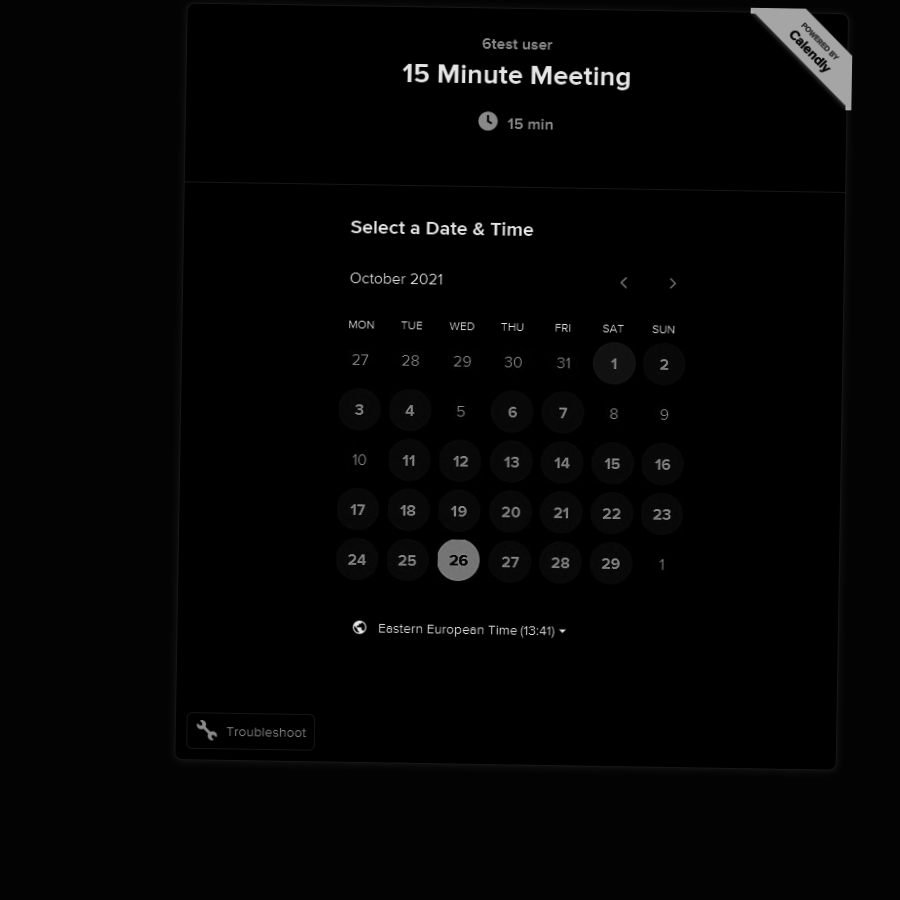 6test user
15 Minute Meeting
15 min
POWERED BY
Calendly
Select a Date & Time
October 2021
MON TUE WED THU FRI SAT SUN
27 28 29 30 31 1 2
3 4 5 6 7 8 9
10 11 12 13 14 15 16
17 18 19 20 21 22 23
24 25 26 27 28 29 1
Eastern European Time (13:41)
Troubleshoot